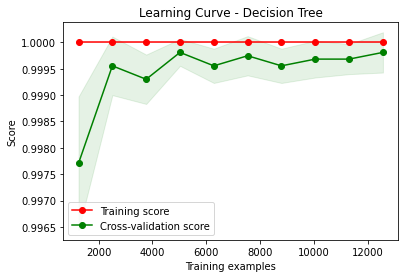 Learning Curve - Decision Tree
1.0000
0.9995
0.9990
0.9985
0.9980
0.9975
0.9970
0.9965
Score
Training score
Cross-validation score
2000 4000 6000 8000 10000 12000
Training examples